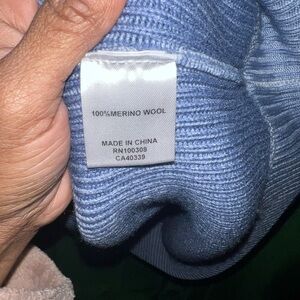 100%MERINO WOOL
MADE IN CHINA
RN100309
CA40339